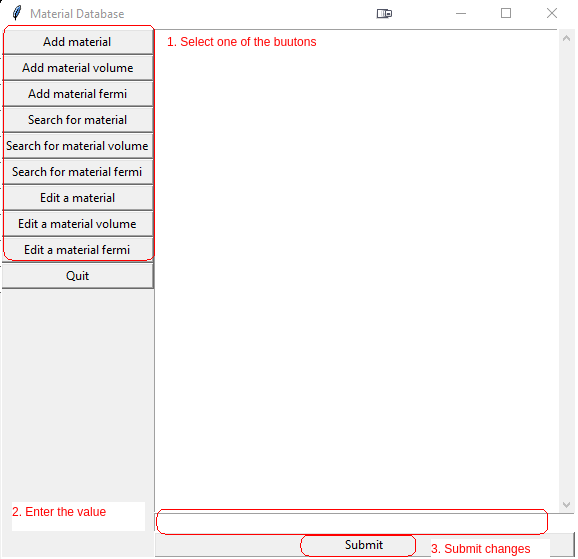 Material Database
Add material
1. Select one of the buutons
Add material volume
Add material fermi
Search for material
Search for material volume
Search for material fermi
Edit a material
Edit a material volume
Edit a material fermi
Quit
2. Enter the value
Submit
3. Submit changes